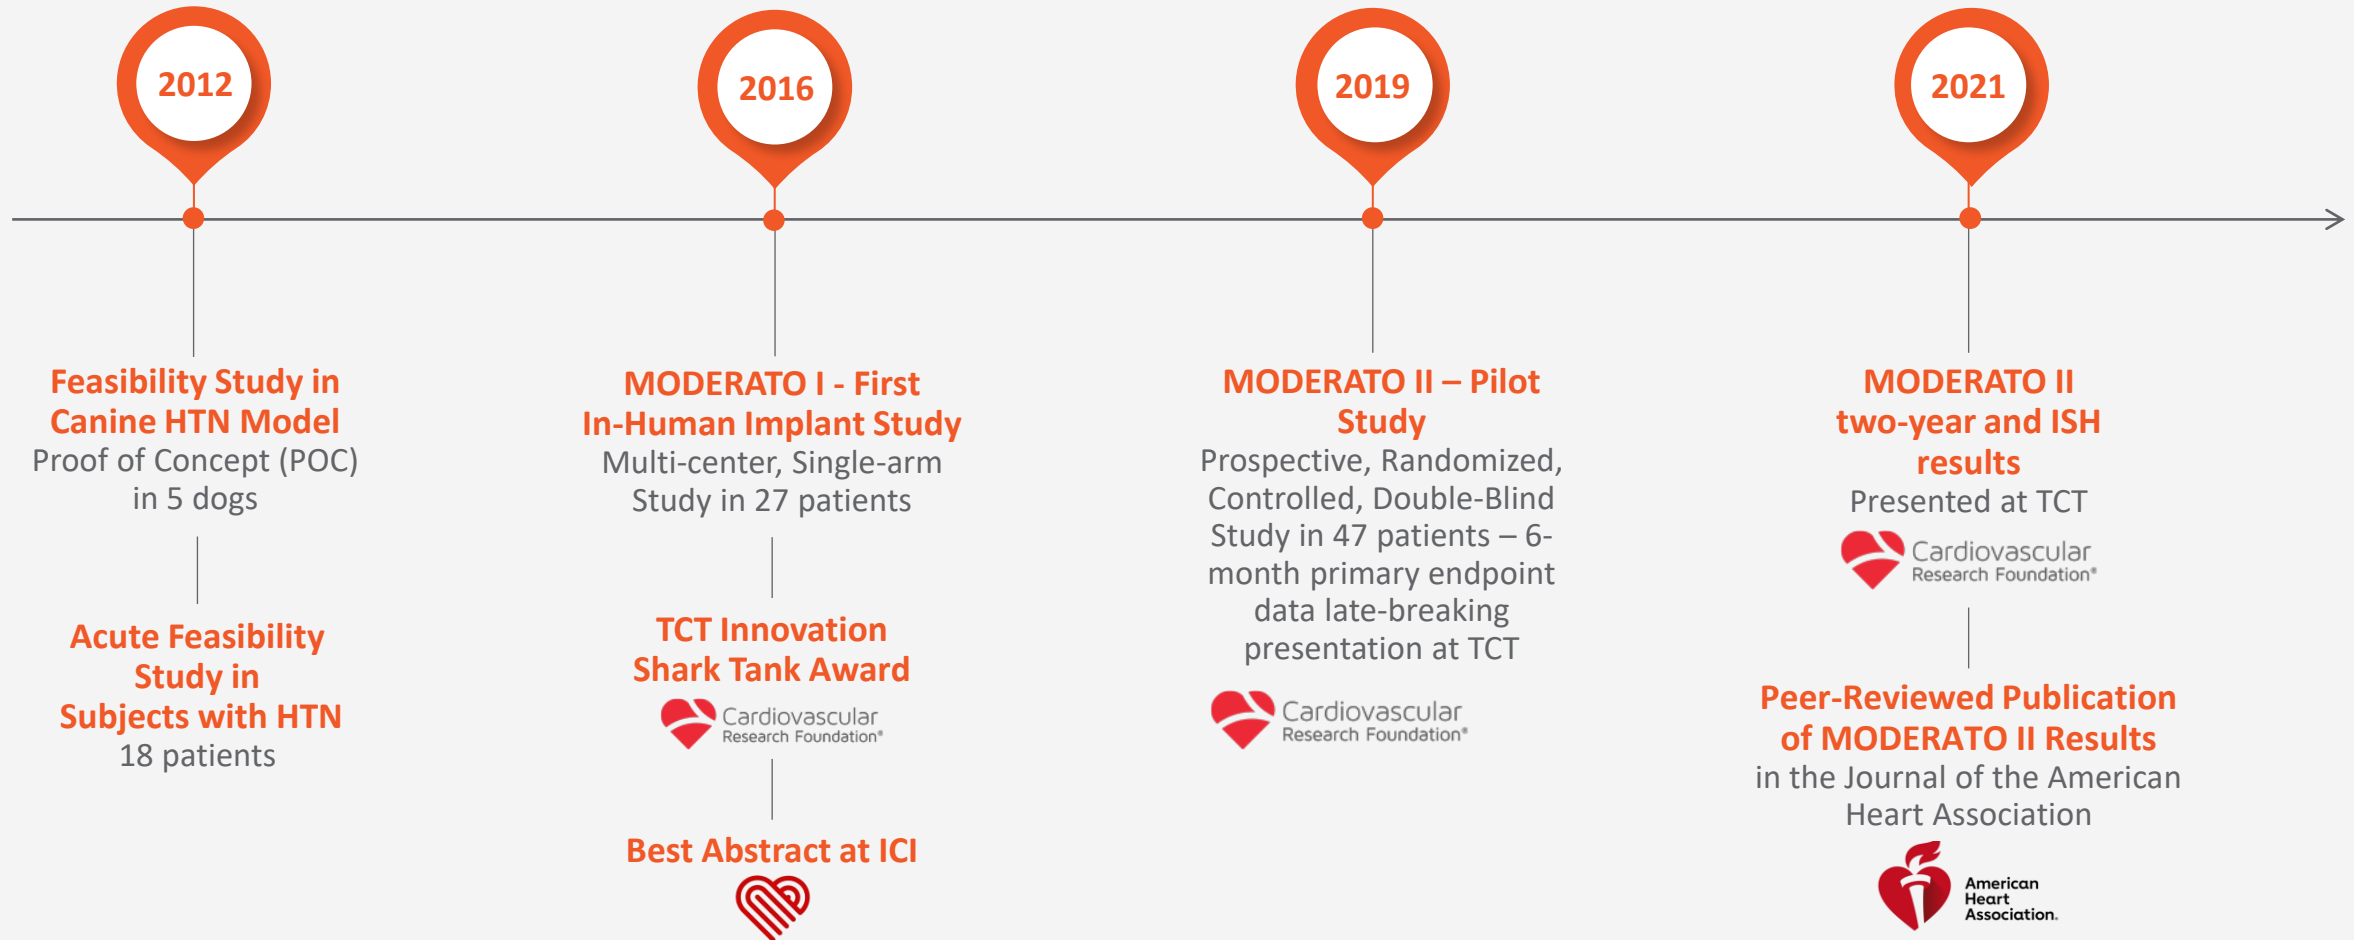 2012
Feasibility Study in
Canine HTN Model
Proof of Concept (POC)
in 5 dogs
Acute Feasibility
Study in
Subjects with HTN
18 patients
2016
MODERATO I - First
In-Human Implant Study
Multi-center, Single-arm
Study in 27 patients
TCT Innovation
Shark Tank Award
Cardiovascular
Research Foundation®
Best Abstract at ICI
2019
MODERATO II – Pilot
Study
Prospective, Randomized,
Controlled, Double-Blind
Study in 47 patients – 6-
month primary endpoint
data late-breaking
presentation at TCT
Cardiovascular
Research Foundation®
2021
MODERATO II
two-year and ISH
results
Presented at TCT
Cardiovascular
Research Foundation®
Peer-Reviewed Publication
of MODERATO II Results
in the Journal of the American
Heart Association
American
Heart
Association.